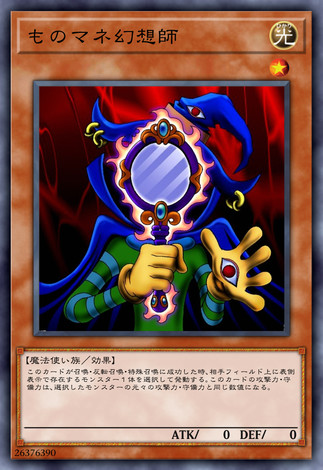 ものマネ幻想師
光
【魔法使い族／効果】
このカードが召喚・反転召喚・特殊召喚に成功した時、相手フィールド上に表側
表示で存在するモンスター１体を選択して発動する。このカードの攻撃力・守
備力は、選択したモンスターの元々の攻撃力・守備力と同じ数値になる。
ATK/ 0 DEF/ 0
26376390